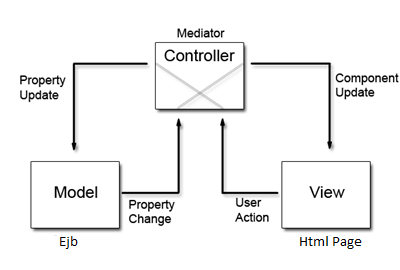 Mediator
Controller
Property
Update
Component
Update
Model
Property
Change
User
Action
View
Ejb
Html Page